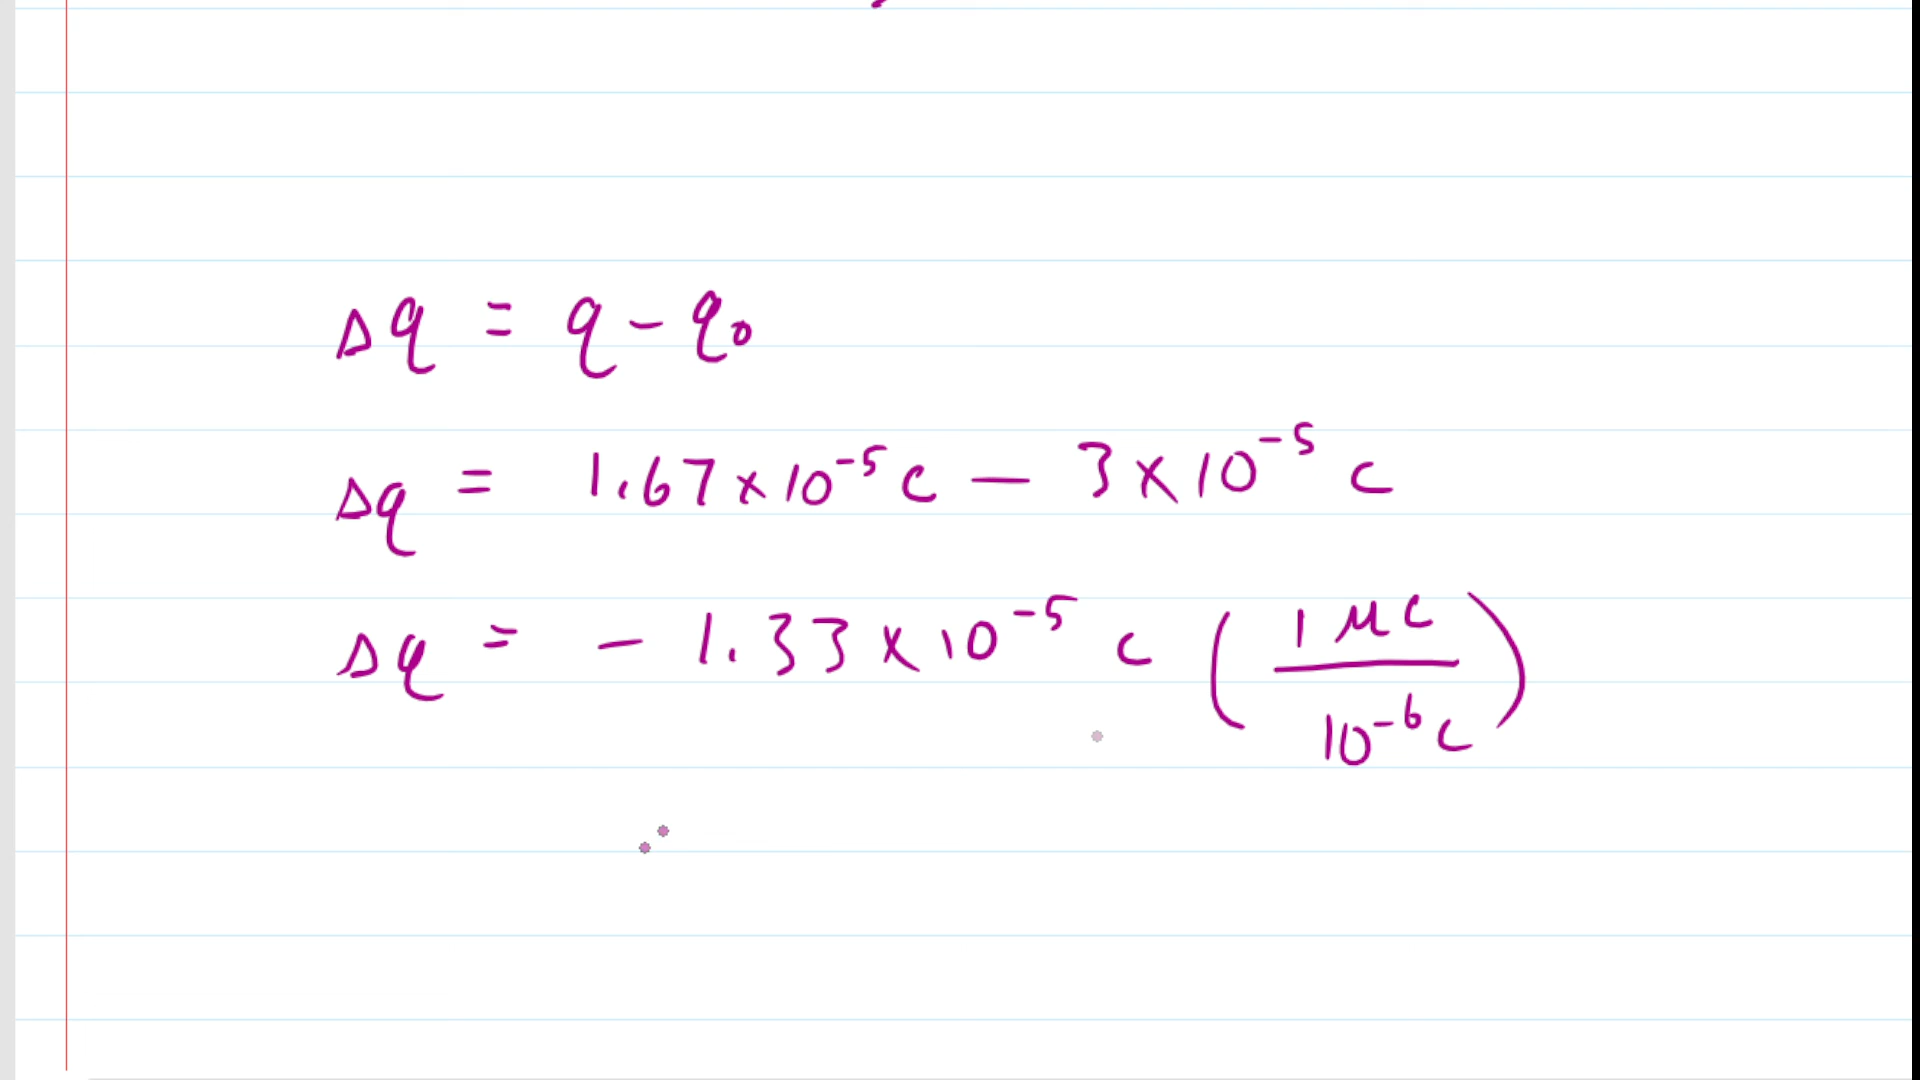 Δq = q - q₀
Δq = 1.67 x 10⁻⁵ C - 3 x 10⁻⁵ C
Δq = - 1.33 x 10⁻⁵ C ( 1 μC / 10⁻⁶ C )